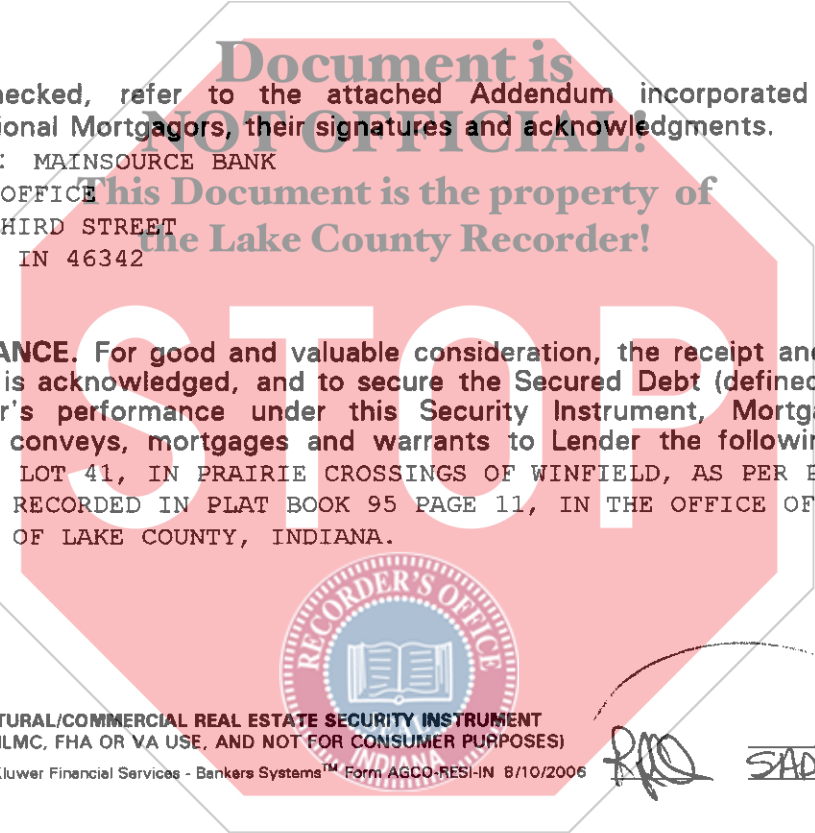 Document is
hecked, refer to the attached Addendum incorporated
NOT OFFICIAL!
ional Mortgagors, their signatures and acknowledgments.
: MAINSOURCE BANK
OFFICE
This Document is the property of
HIRD STREET
the Lake County Recorder!
IN 46342
STOP
ANCE. For good and valuable consideration, the receipt an
is acknowledged, and to secure the Secured Debt (defined
r's performance under this Security Instrument, Mortga
conveys, mortgages and warrants to Lender the followi
LOT 41, IN PRAIRIE CROSSINGS OF WINFIELD, AS PER
RECORDED IN PLAT BOOK 95 PAGE 11, IN THE OFFICE OF
OF LAKE COUNTY, INDIANA.
RECORDER'S OFFICE
INDIANA
TURAL/COMMERCIAL REAL ESTATE SECURITY INSTRUMENT
ILMC, FHA OR VA USE, AND NOT FOR CONSUMER PURPOSES)
Kluwer Financial Services - Bankers Systems™ Form AGCO-RESI-IN 8/10/2006
SAD